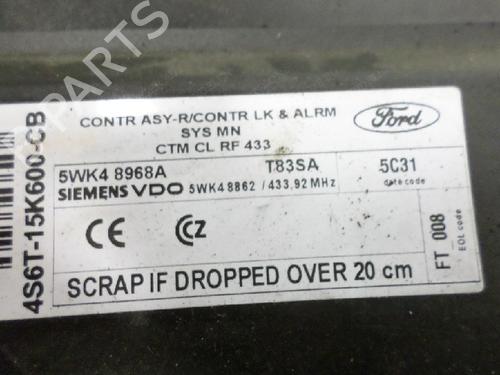 CONTR ASY-R/CONTR LK & ALRM
SYS MN
CTM CL RF 433
Ford
5WK4 8968A T83SA 5C31
SIEMENS VDO 5WK4 8862 / 433.92 MHz date code
CE CZ
FT 008
EOL code
SCRAP IF DROPPED OVER 20 cm
4S6T-15K600-CB
PARTS